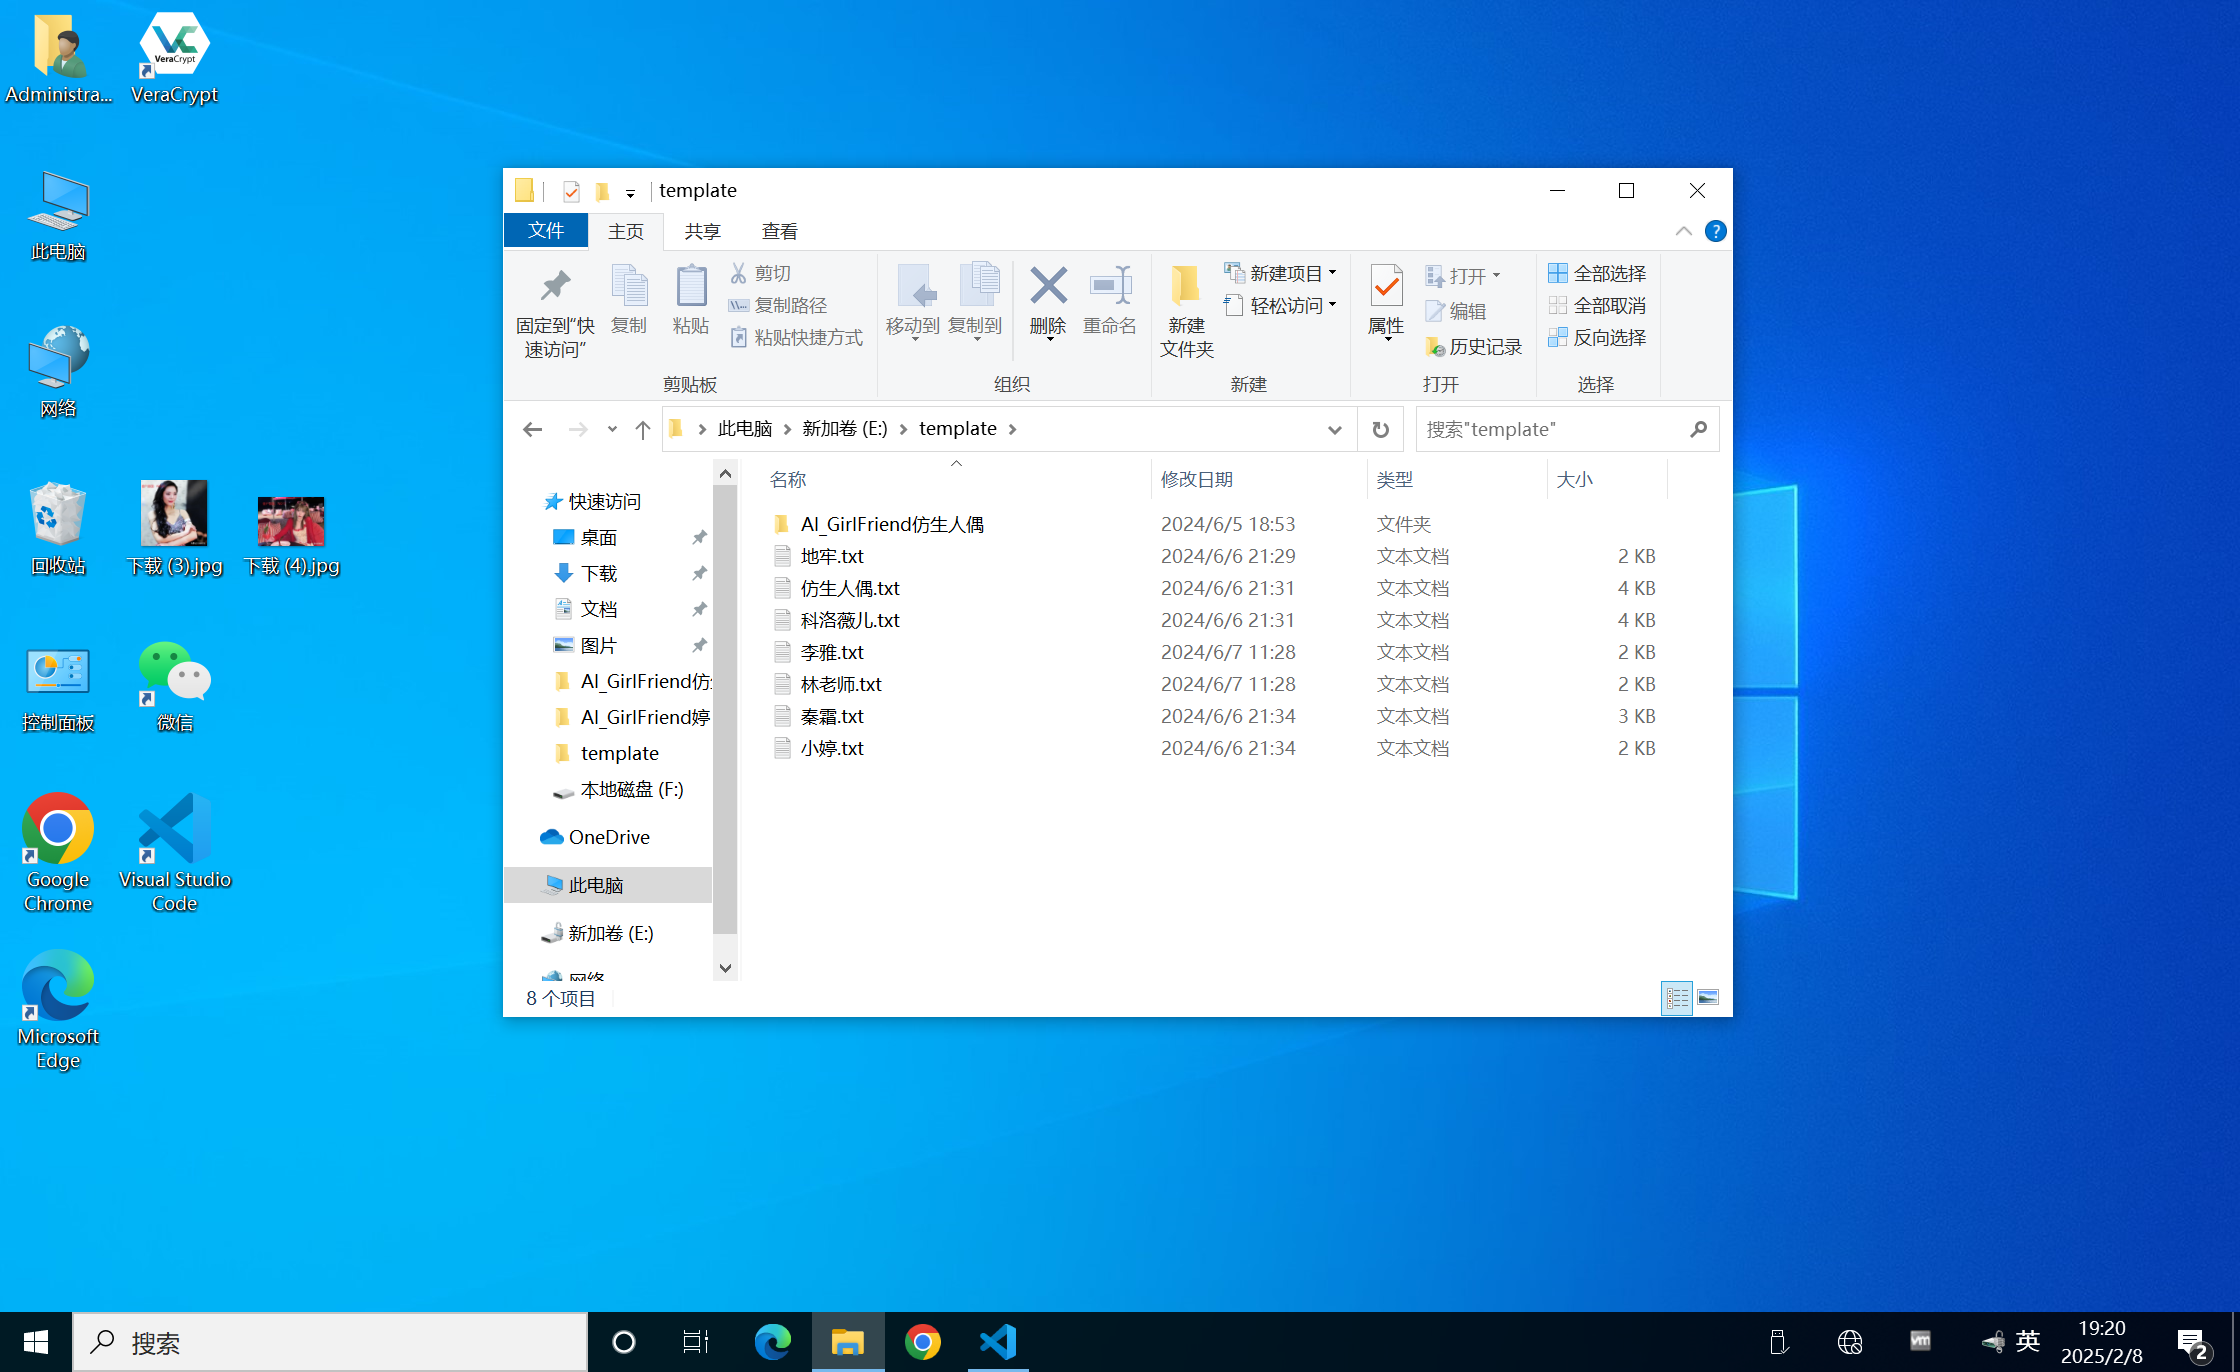 Administra...
VeraCrypt
VeraCrypt
此电脑
网络
回收站
下载 (3).jpg
下载 (4).jpg
控制面板
微信
Google
Chrome
Visual Studio
Code
Microsoft
Edge
template
文件
主页
共享
查看
固定到“快
速访问”
复制
粘贴
剪切
复制路径
粘贴快捷方式
剪贴板
移动到
复制到
删除
重命名
组织
新建
文件夹
新建项目
轻松访问
新建
属性
打开
编辑
历史记录
打开
全部选择
全部取消
反向选择
选择
此电脑
新加卷 (E:)
template
搜索"template"
快速访问
桌面
下载
文档
图片
AI_GirlFriend仿
AI_GirlFriend婷
template
本地磁盘 (F:)
OneDrive
此电脑
新加卷 (E:)
网络
名称 修改日期 类型 大小
AI_GirlFriend仿生人偶 2024/6/5 18:53 文件夹
地牢.txt 2024/6/6 21:29 文本文档 2 KB
仿生人偶.txt 2024/6/6 21:31 文本文档 4 KB
科洛薇儿.txt 2024/6/6 21:31 文本文档 4 KB
李雅.txt 2024/6/7 11:28 文本文档 2 KB
林老师.txt 2024/6/7 11:28 文本文档 2 KB
秦霜.txt 2024/6/6 21:34 文本文档 3 KB
小婷.txt 2024/6/6 21:34 文本文档 2 KB
8 个项目
搜索
vm
英
19:20
2025/2/8
2